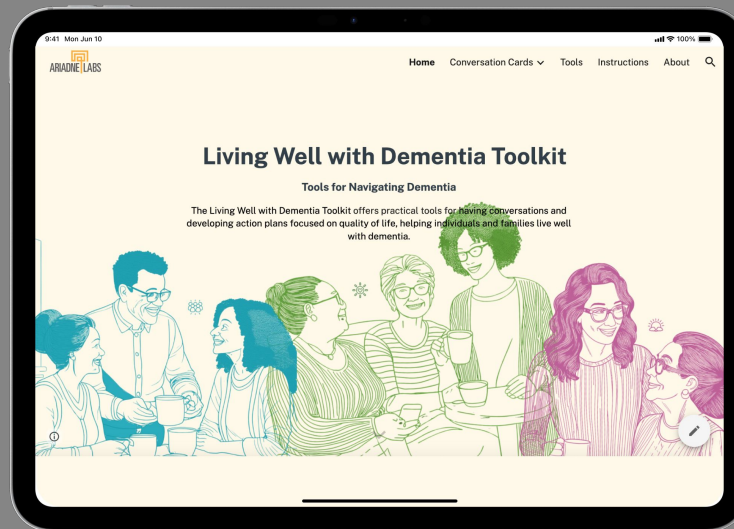 9:41 Mon Jun 10
100%
ARIADNE LABS
Home Conversation Cards Tools Instructions About
Living Well with Dementia Toolkit
Tools for Navigating Dementia
The Living Well with Dementia Toolkit offers practical tools for having conversations and
developing action plans focused on quality of life, helping individuals and families live well
with dementia.